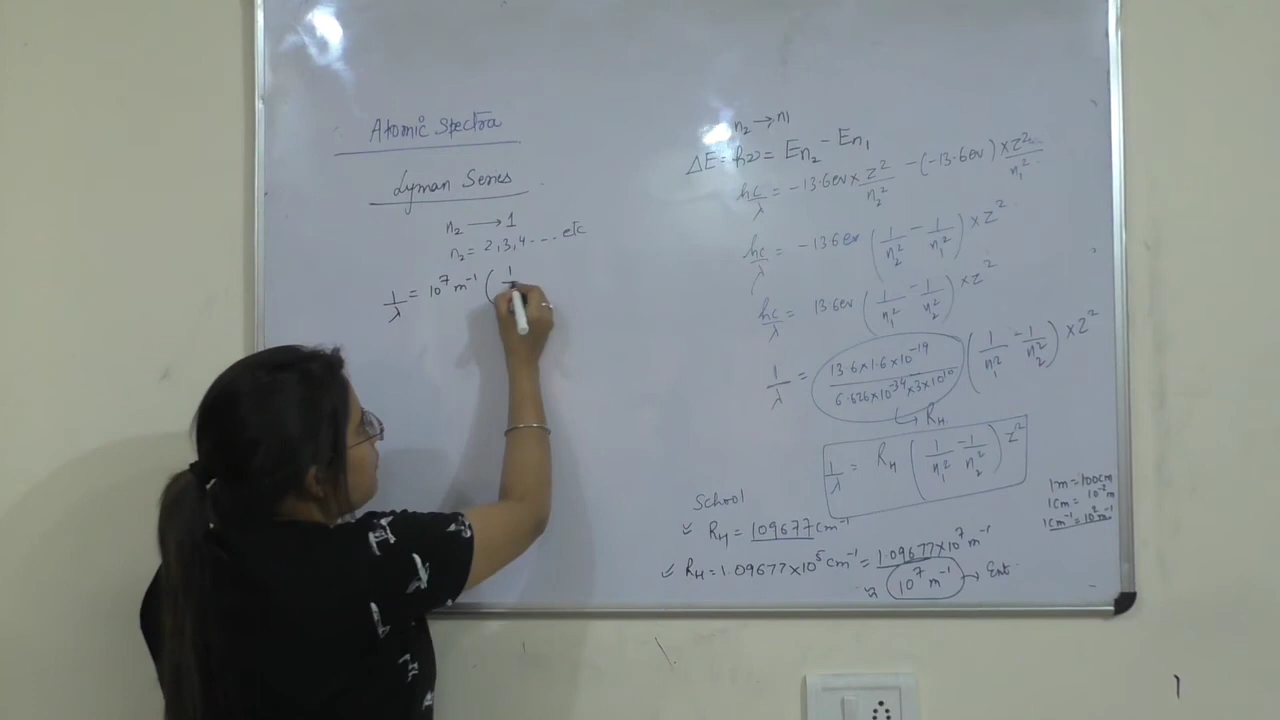 Atomic Spectra
Lyman Series
n₂ → 1
n₂ = 2, 3, 4 ... etc
1/λ = 10⁷ m⁻¹ ( 1
n₂ → n1
ΔE = hν = En₂ - En₁
hc/λ = -13.6ev × Z²/n₂² - (-13.6ev) × Z²/n₁²
hc/λ = -13.6ev (1/n₂² - 1/n₁²) × Z²
hc/λ = 13.6ev (1/n₁² - 1/n₂²) × Z²
1/λ = 13.6×1.6×10⁻¹⁹/6.626×10⁻³⁴×3×10¹⁰ (1/n₁² - 1/n₂²) × Z²
↳ R_H
1/λ = R_H (1/n₁² - 1/n₂²) Z²
1m = 100cm
1cm = 10⁻² m
1cm⁻¹ = 10² m⁻¹
School
R_H = 109677 cm⁻¹
R_H = 1.09677×10⁵ cm⁻¹ = 1.09677×10⁷ m⁻¹
≈ 10⁷ m⁻¹ → Ent